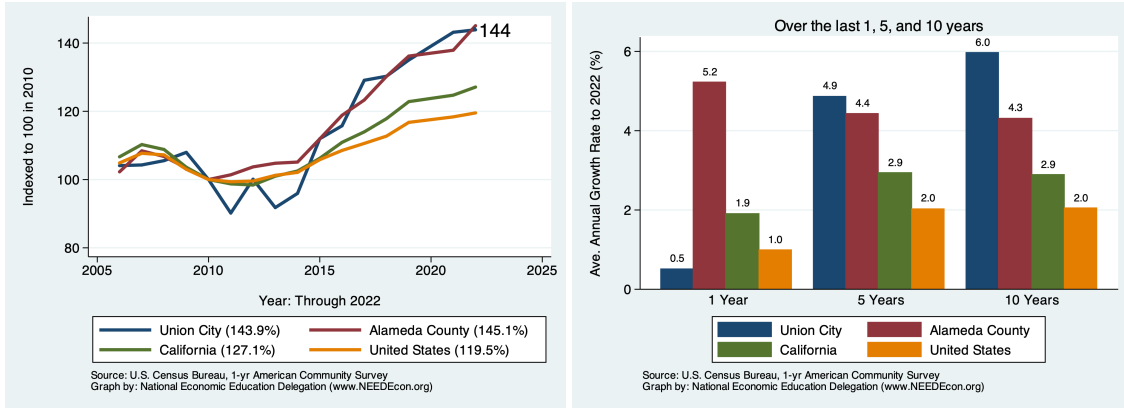 144
140
120
100
80
Indexed to 100 in 2010
2005 2010 2015 2020 2025
Year: Through 2022
Union City (143.9%) Alameda County (145.1%)
California (127.1%) United States (119.5%)
Source: U.S. Census Bureau, 1-yr American Community Survey
Graph by: National Economic Education Delegation (www.NEEDEcon.org)
Over the last 1, 5, and 10 years
Ave. Annual Growth Rate to 2022 (%)
6
4
2
0
0.5 5.2 1.9 1.0
4.9 4.4 2.9 2.0
6.0 4.3 2.9 2.0
1 Year 5 Years 10 Years
Union City Alameda County
California United States
Source: U.S. Census Bureau, 1-yr American Community Survey
Graph by: National Economic Education Delegation (www.NEEDEcon.org)